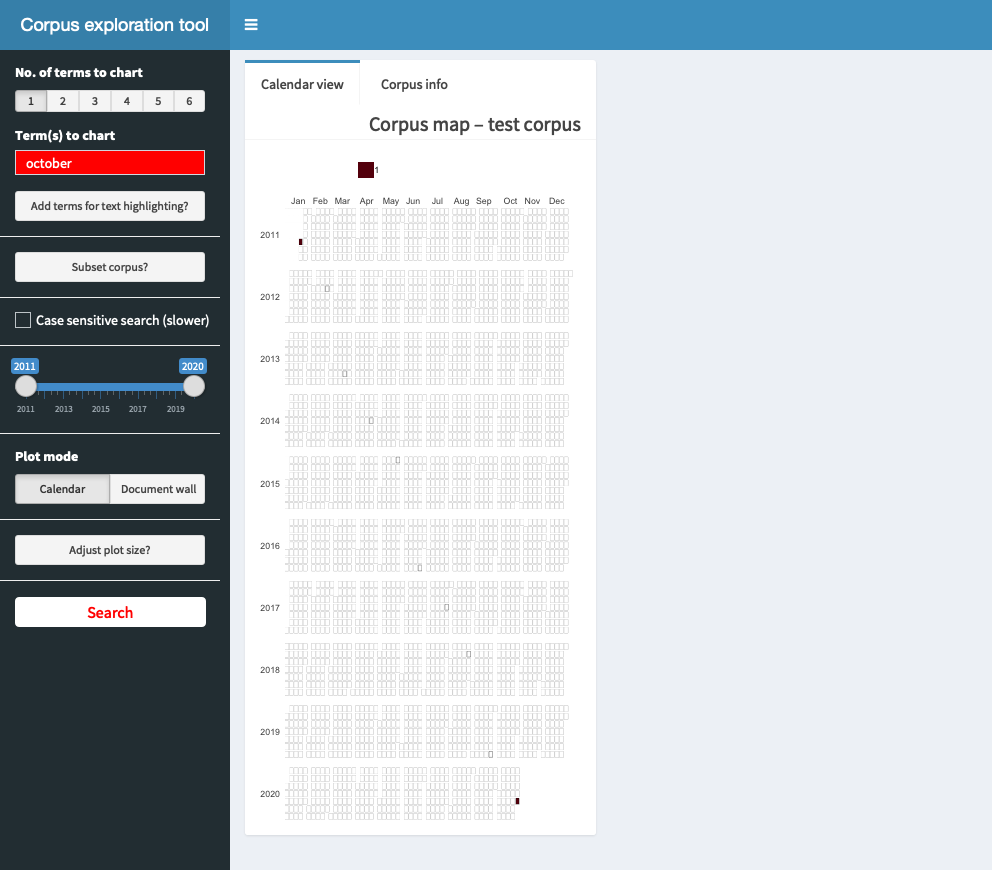 Corpus exploration tool
No. of terms to chart
1 2 3 4 5 6
Term(s) to chart
october
Add terms for text highlighting?
Subset corpus?
Case sensitive search (slower)
2011 2020
2011 2013 2015 2017 2019
Plot mode
Calendar Document wall
Adjust plot size?
Search
Calendar view Corpus info
Corpus map – test corpus
1
Jan Feb Mar Apr May Jun Jul Aug Sep Oct Nov Dec
2011
2012
2013
2014
2015
2016
2017
2018
2019
2020